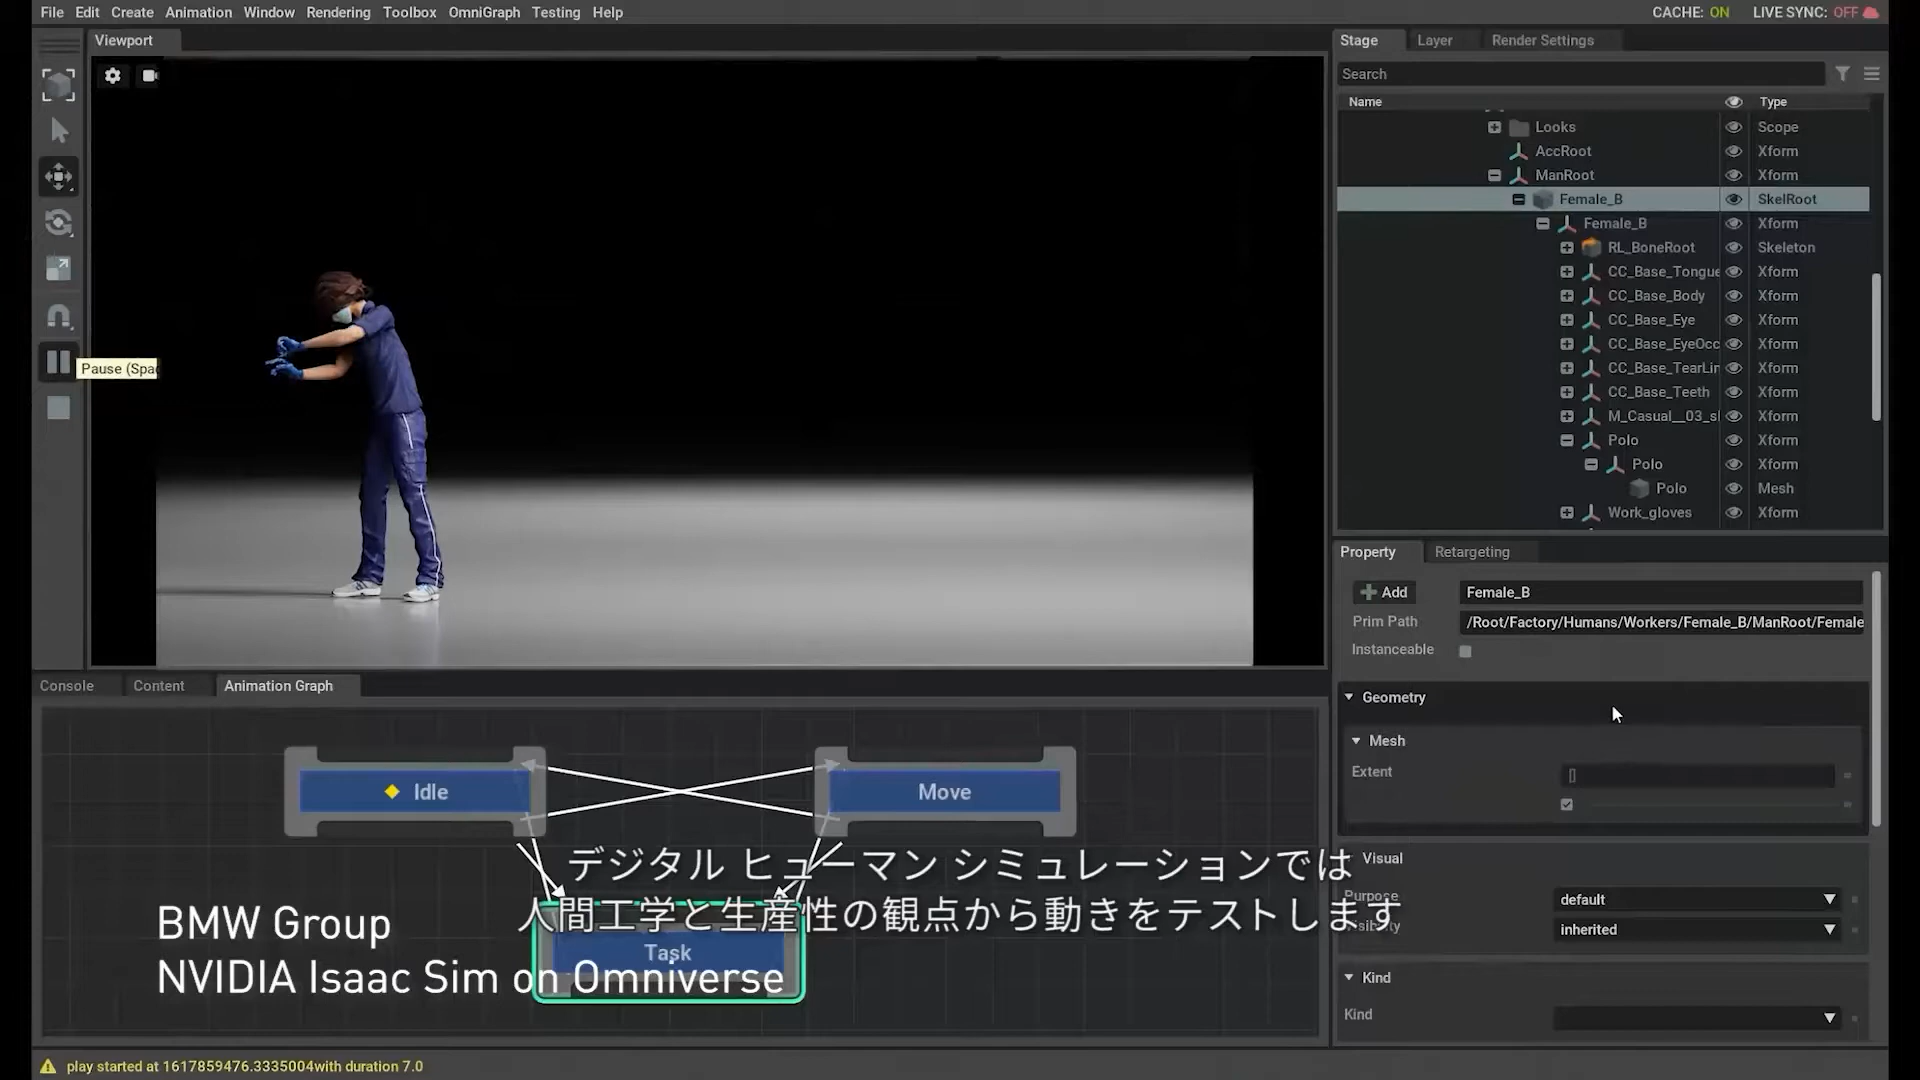 File Edit Create Animation Window Rendering Toolbox OmniGraph Testing Help
CACHE: ON LIVE SYNC: OFF
Viewport
Pause (Spa
Stage Layer Render Settings
Search
Name Type
Looks Scope
AccRoot Xform
ManRoot Xform
Female_B SkelRoot
Female_B Xform
RL_BoneRoot Skeleton
CC_Base_Tongue Xform
CC_Base_Body Xform
CC_Base_Eye Xform
CC_Base_EyeOcc Xform
CC_Base_TearLin Xform
CC_Base_Teeth Xform
M_Casual__03_s Xform
Polo Xform
Polo Xform
Polo Mesh
Work_gloves Xform
Property Retargeting
Add Female_B
Prim Path /Root/Factory/Humans/Workers/Female_B/ManRoot/Female
Instanceable
Geometry
Mesh
Extent []
Visual
Purpose default
inherited
Kind
Kind
Console Content Animation Graph
Idle
Move
Task
デジタル ヒューマン シミュレーションでは
人間工学と生産性の観点から動きをテストします
BMW Group
NVIDIA Isaac Sim on Omniverse
play started at 1617859476.3335004with duration 7.0